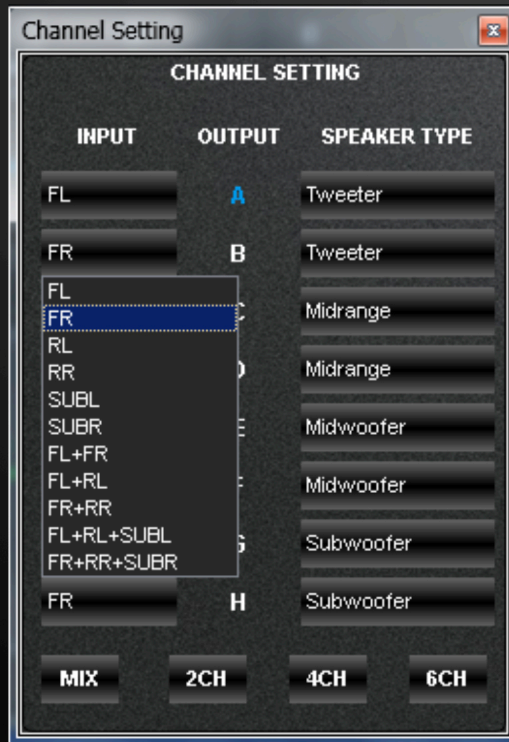 Channel Setting
CHANNEL SETTING
INPUT OUTPUT SPEAKER TYPE
FL A Tweeter
FR B Tweeter
FL
FR
RL
RR
SUBL
SUBR
FL+FR
FL+RL
FR+RR
FL+RL+SUBL
FR+RR+SUBR
Midrange
Midrange
Midwoofer
Midwoofer
Subwoofer
FR H Subwoofer
MIX 2CH 4CH 6CH